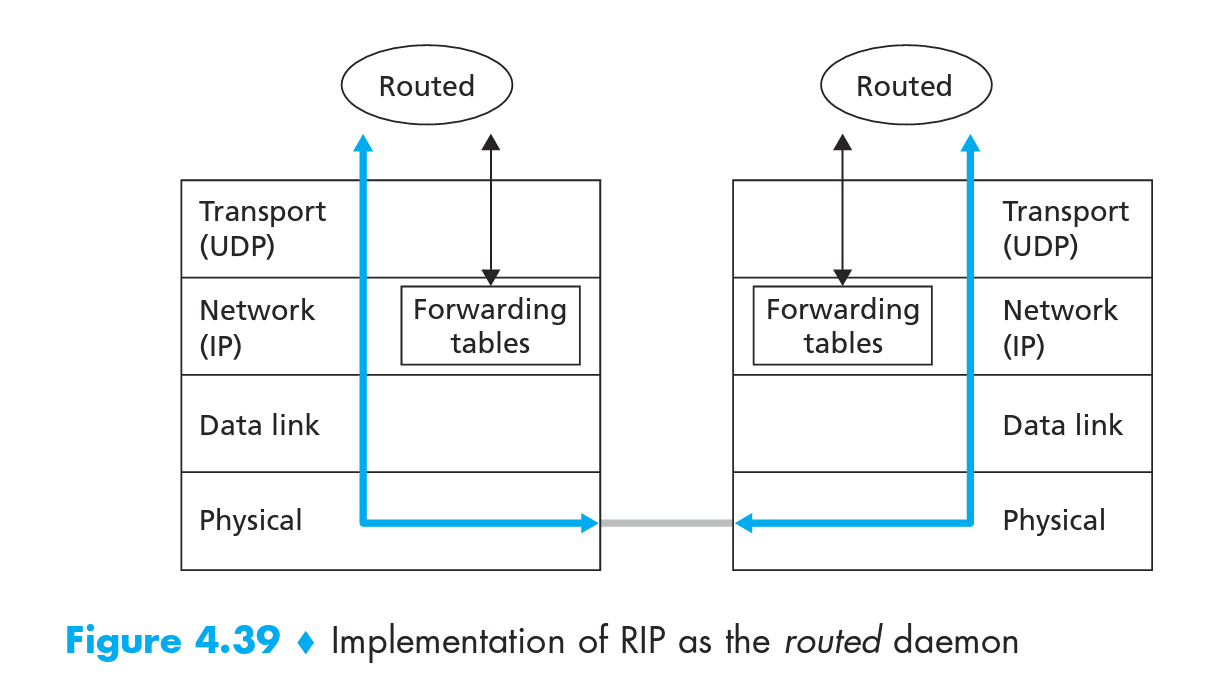 Routed
Routed
Transport
(UDP)
Transport
(UDP)
Network
(IP)
Forwarding
tables
Forwarding
tables
Network
(IP)
Data link
Data link
Physical
Physical
Figure 4.39 ♦ Implementation of RIP as the routed daemon